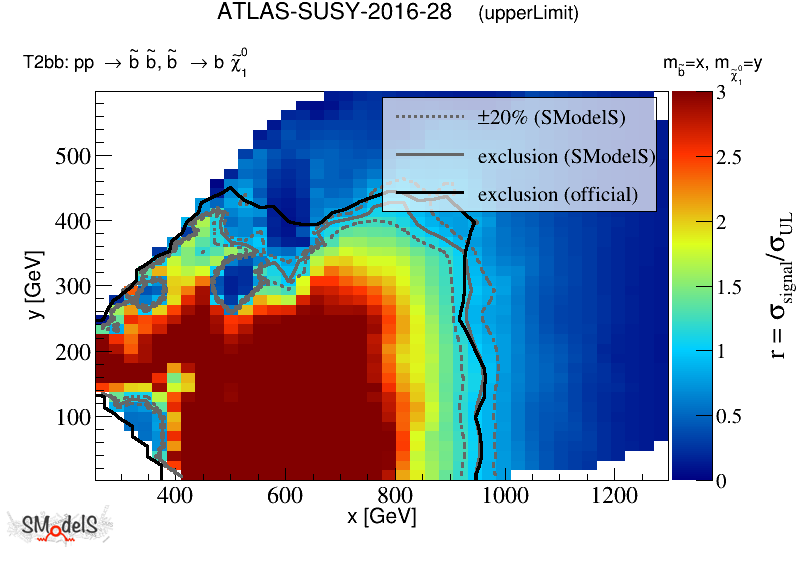 ATLAS-SUSY-2016-28 (upperLimit)
T2bb: pp → b̃ b̃, b̃ → b χ̃₁⁰
m_b̃=x, m_χ̃₁⁰=y
±20% (SModelS)
exclusion (SModelS)
exclusion (official)
500
400
300
200
100
y [GeV]
400 600 800 1000 1200
x [GeV]
3
2.5
2
1.5
1
0.5
0
r = σ_signal/σ_UL
SModelS